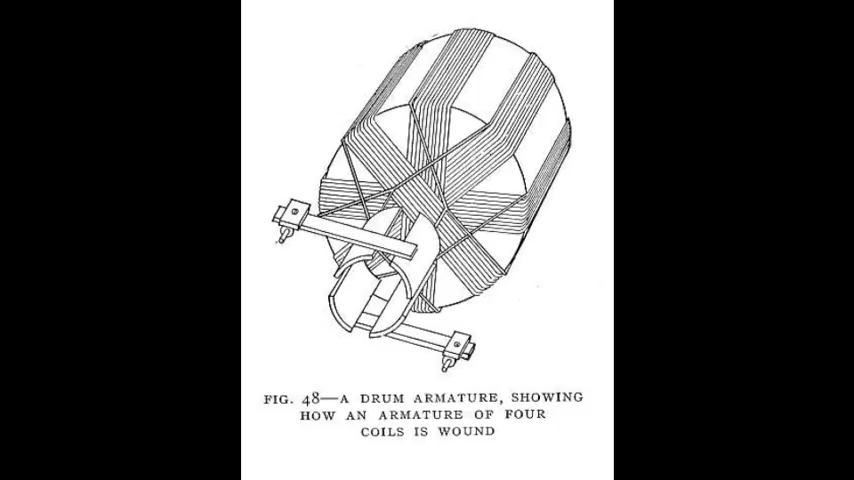 FIG. 48—A DRUM ARMATURE, SHOWING
HOW AN ARMATURE OF FOUR
COILS IS WOUND